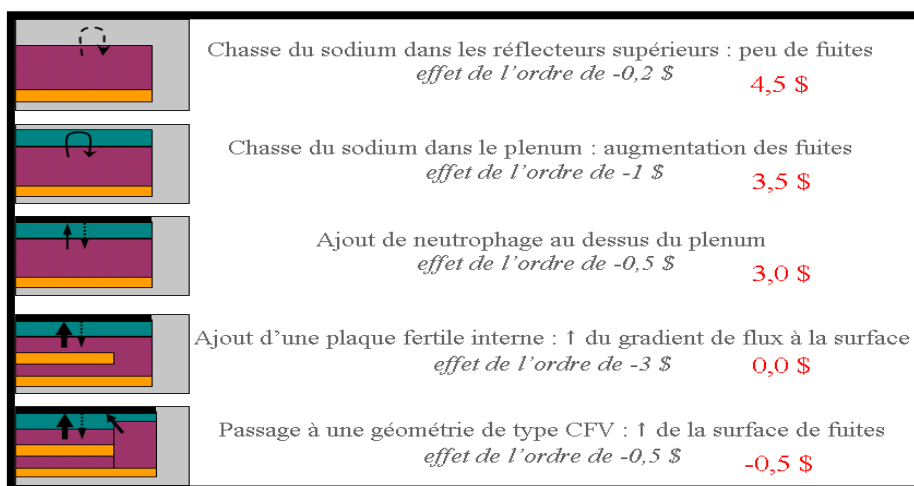 Chasse du sodium dans les réflecteurs supérieurs : peu de fuites
effet de l'ordre de -0,2 $
4,5 $
Chasse du sodium dans le plenum : augmentation des fuites
effet de l'ordre de -1 $
3,5 $
Ajout de neutrophage au dessus du plenum
effet de l'ordre de -0,5 $
3,0 $
Ajout d'une plaque fertile interne : ↑ du gradient de flux à la surface
effet de l'ordre de -3 $
0,0 $
Passage à une géométrie de type CFV : ↑ de la surface de fuites
effet de l'ordre de -0,5 $
-0,5 $